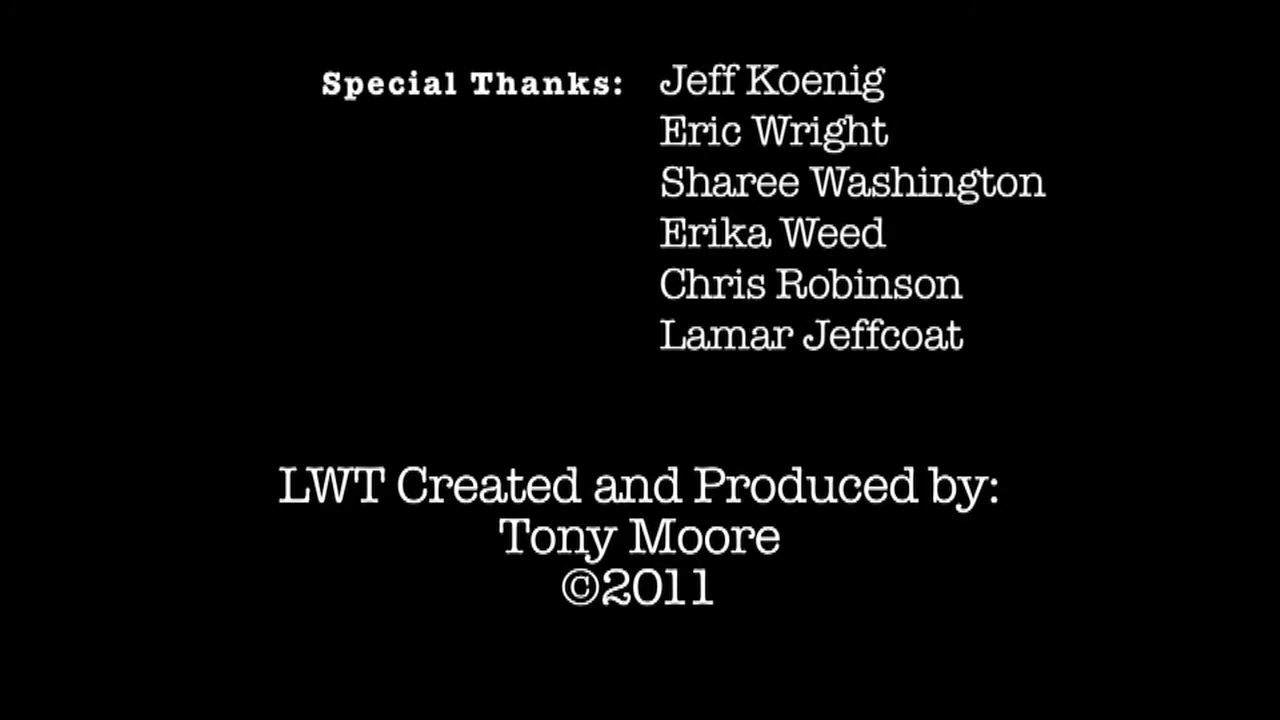 Special Thanks: Jeff Koenig
Eric Wright
Sharee Washington
Erika Weed
Chris Robinson
Lamar Jeffcoat
LWT Created and Produced by:
Tony Moore
©2011